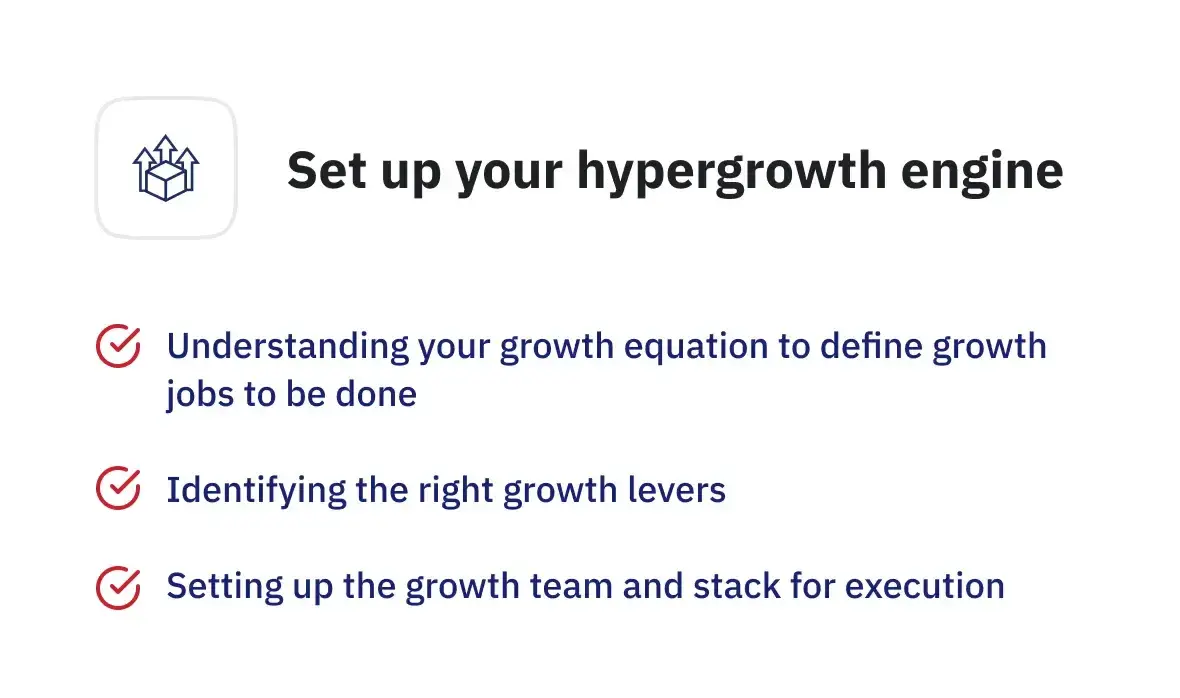 Set up your hypergrowth engine
Understanding your growth equation to define growth
jobs to be done
Identifying the right growth levers
Setting up the growth team and stack for execution